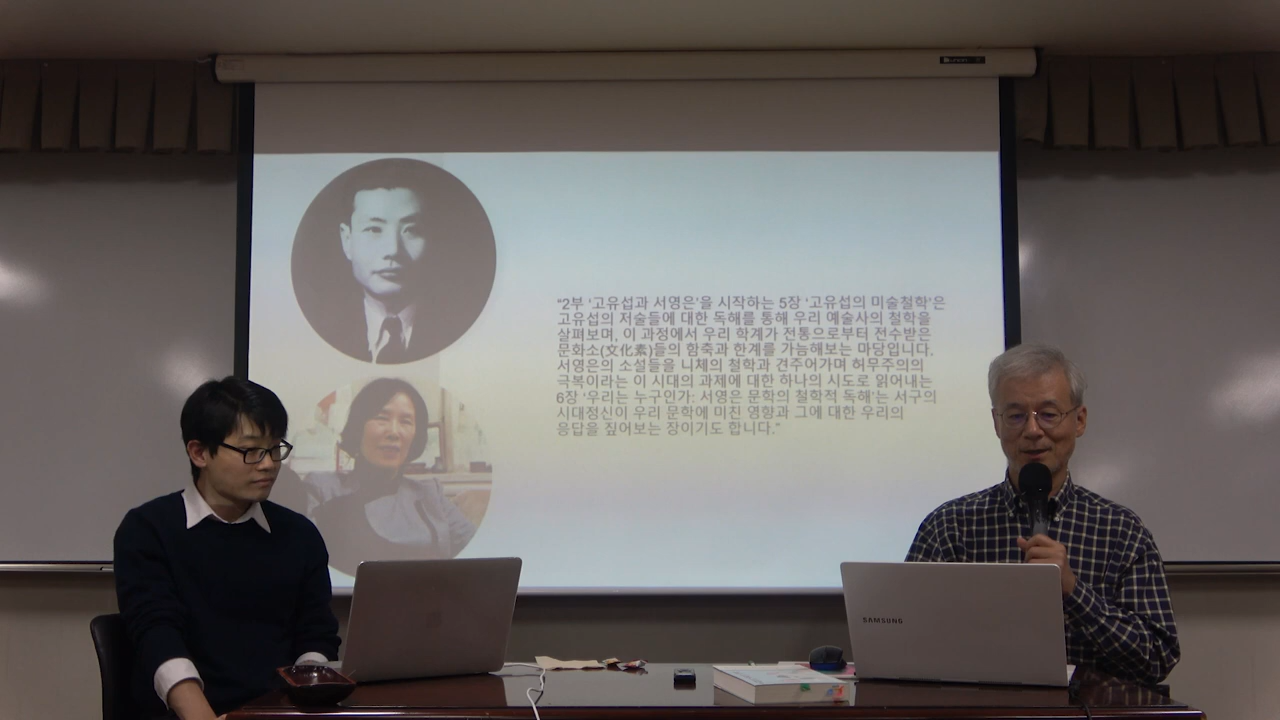 “2부 ‘고유섭과 서영은’을 시작하는 5장 ‘고유섭의 미술철학’은
고유섭의 저술들에 대한 독해를 통해 우리 예술사의 철학을
살펴보며, 이 과정에서 우리 학계가 전통으로부터 전수받은
문화소(文化素)들의 함축과 한계를 가늠해보는 마당입니다.
서영은의 소설들을 니체의 철학과 견주어가며 허무주의의
극복이라는 이 시대의 과제에 대한 하나의 시도로 읽어내는
6장 ‘우리는 누구인가: 서영은 문학의 철학적 독해’는 서구의
시대정신이 우리 문학에 미친 영향과 그에 대한 우리의
응답을 짚어보는 장이기도 합니다.”
SAMSUNG